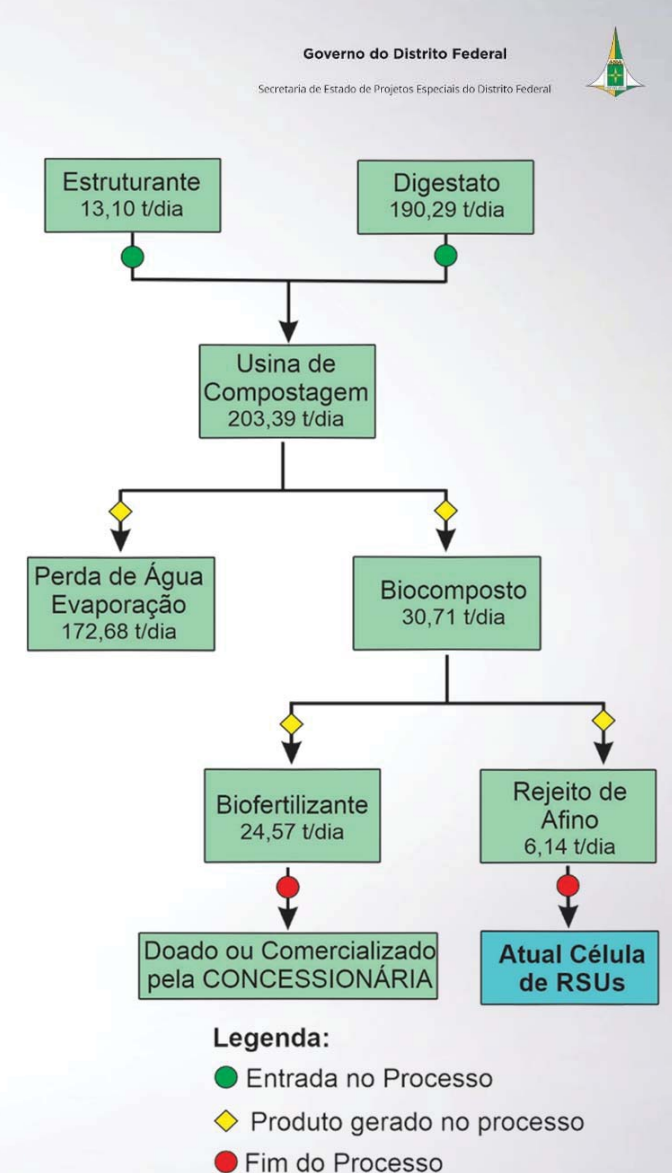 Governo do Distrito Federal
Secretaria de Estado de Projetos Especiais do Distrito Federal
Estruturante
13,10 t/dia
Digestato
190,29 t/dia
Usina de
Compostagem
203,39 t/dia
Perda de Água
Evaporação
172,68 t/dia
Biocomposto
30,71 t/dia
Biofertilizante
24,57 t/dia
Rejeito de
Afino
6,14 t/dia
Doado ou Comercializado
pela CONCESSIONÁRIA
Atual Célula
de RSUs
Legenda:
Entrada no Processo
Produto gerado no processo
Fim do Processo